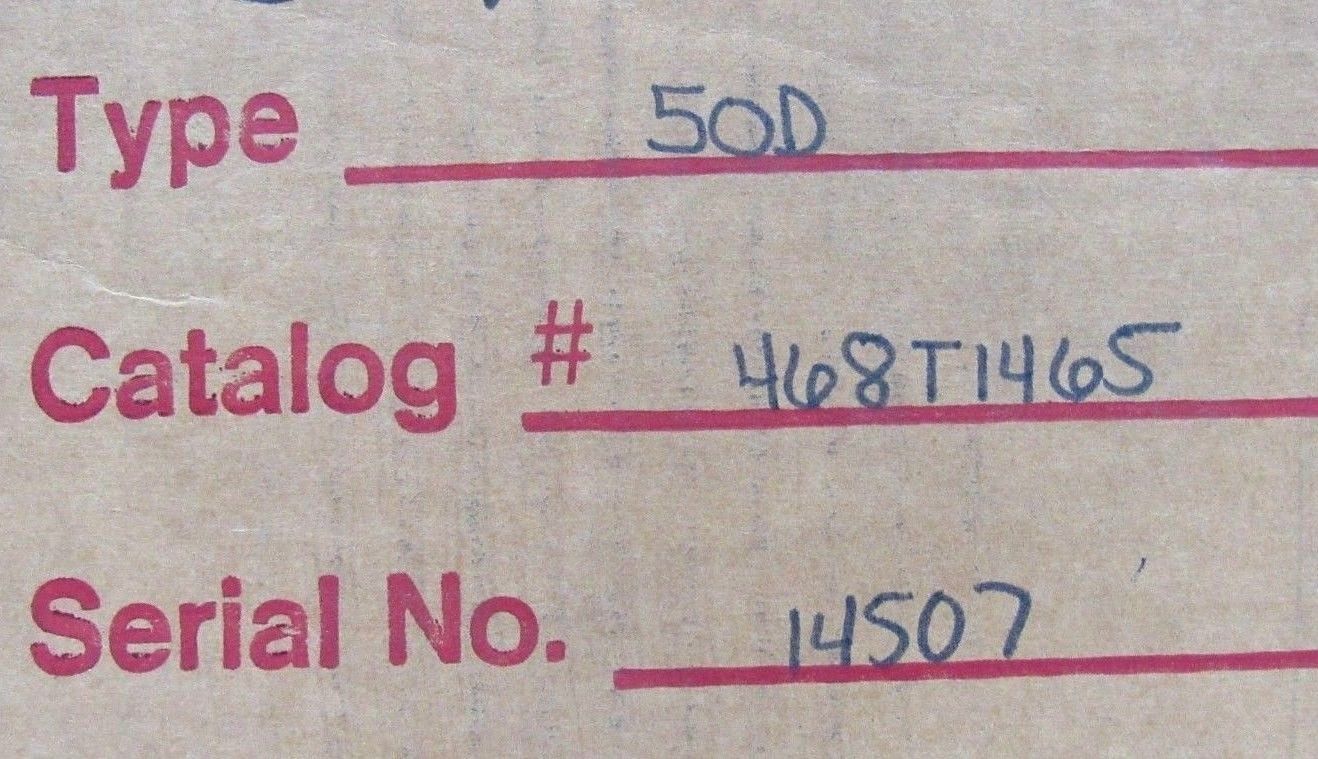 Type 50D
Catalog # 468T1465
Serial No. 14507